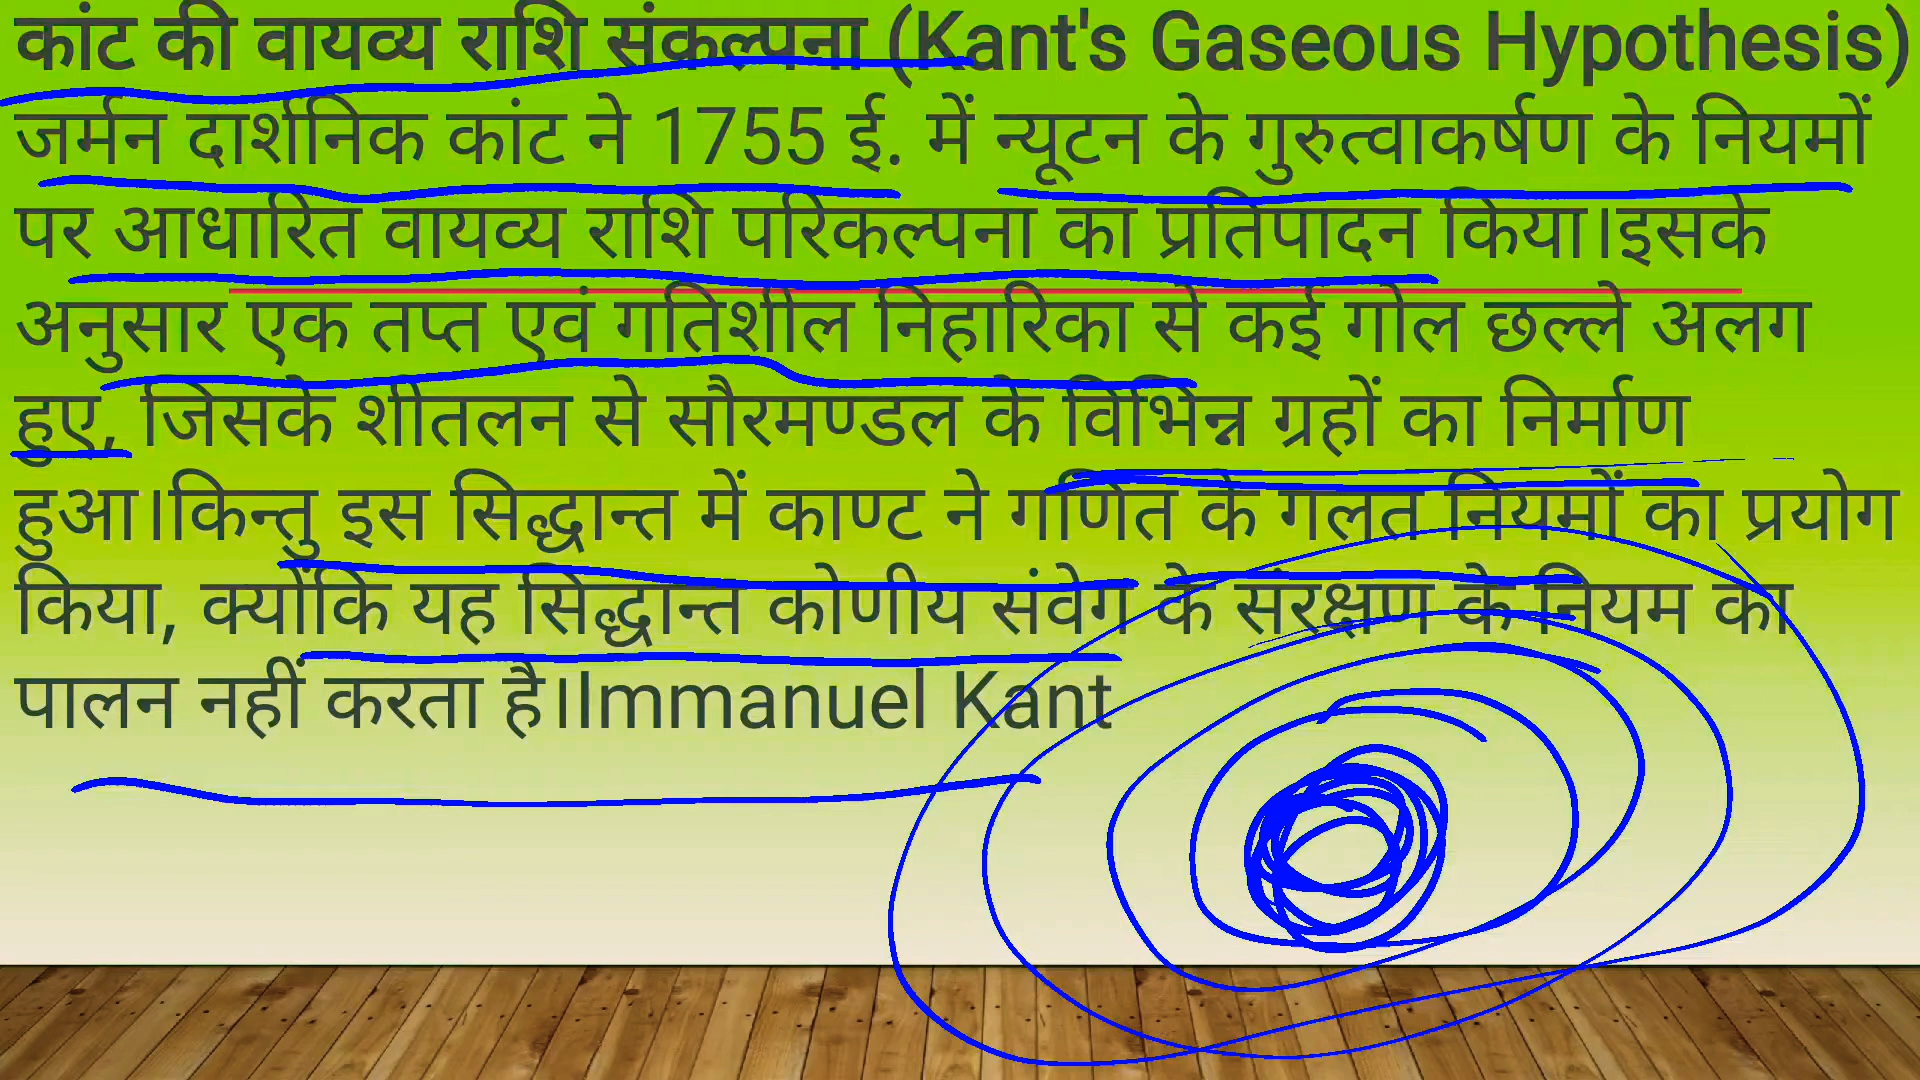 कांट की वायव्य राशि संकल्पना (Kant's Gaseous Hypothesis)
जर्मन दार्शनिक कांट ने 1755 ई. में न्यूटन के गुरुत्वाकर्षण के नियमों
पर आधारित वायव्य राशि परिकल्पना का प्रतिपादन किया।इसके
अनुसार एक तप्त एवं गतिशील निहारिका से कई गोल छल्ले अलग
हुए, जिसके शीतलन से सौरमण्डल के विभिन्न ग्रहों का निर्माण
हुआ।किन्तु इस सिद्धान्त में काण्ट ने गणित के गलत नियमों का प्रयोग
किया, क्योंकि यह सिद्धान्त कोणीय संवेग के संरक्षण के नियम का
पालन नहीं करता है।Immanuel Kant